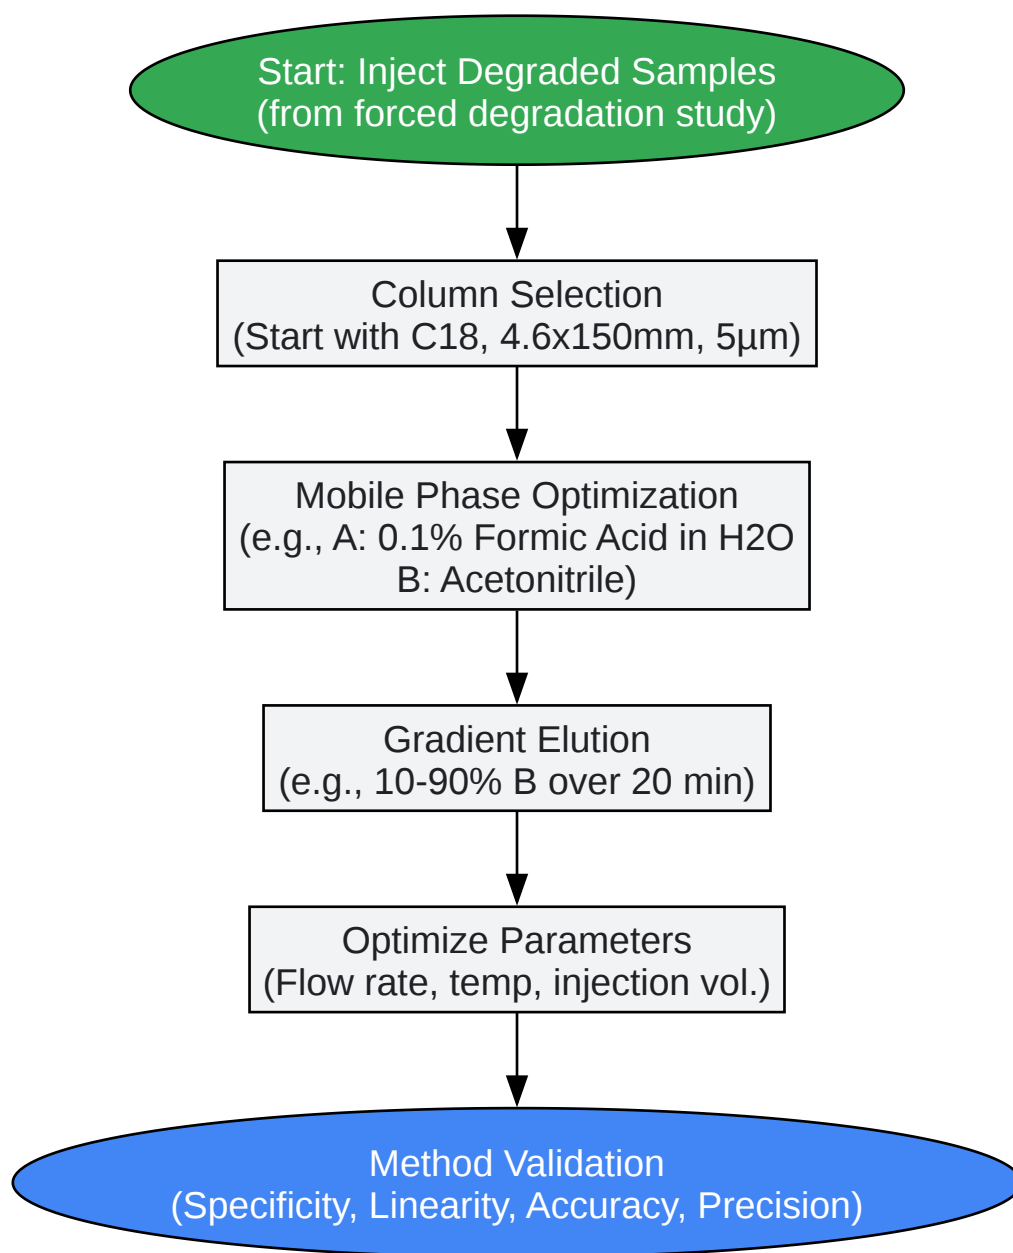 Start: Inject Degraded Samples
(from forced degradation study)
Column Selection
(Start with C18, 4.6x150mm, 5µm)
Mobile Phase Optimization
(e.g., A: 0.1% Formic Acid in H2O
B: Acetonitrile)
Gradient Elution
(e.g., 10-90% B over 20 min)
Optimize Parameters
(Flow rate, temp, injection vol.)
Method Validation
(Specificity, Linearity, Accuracy, Precision)